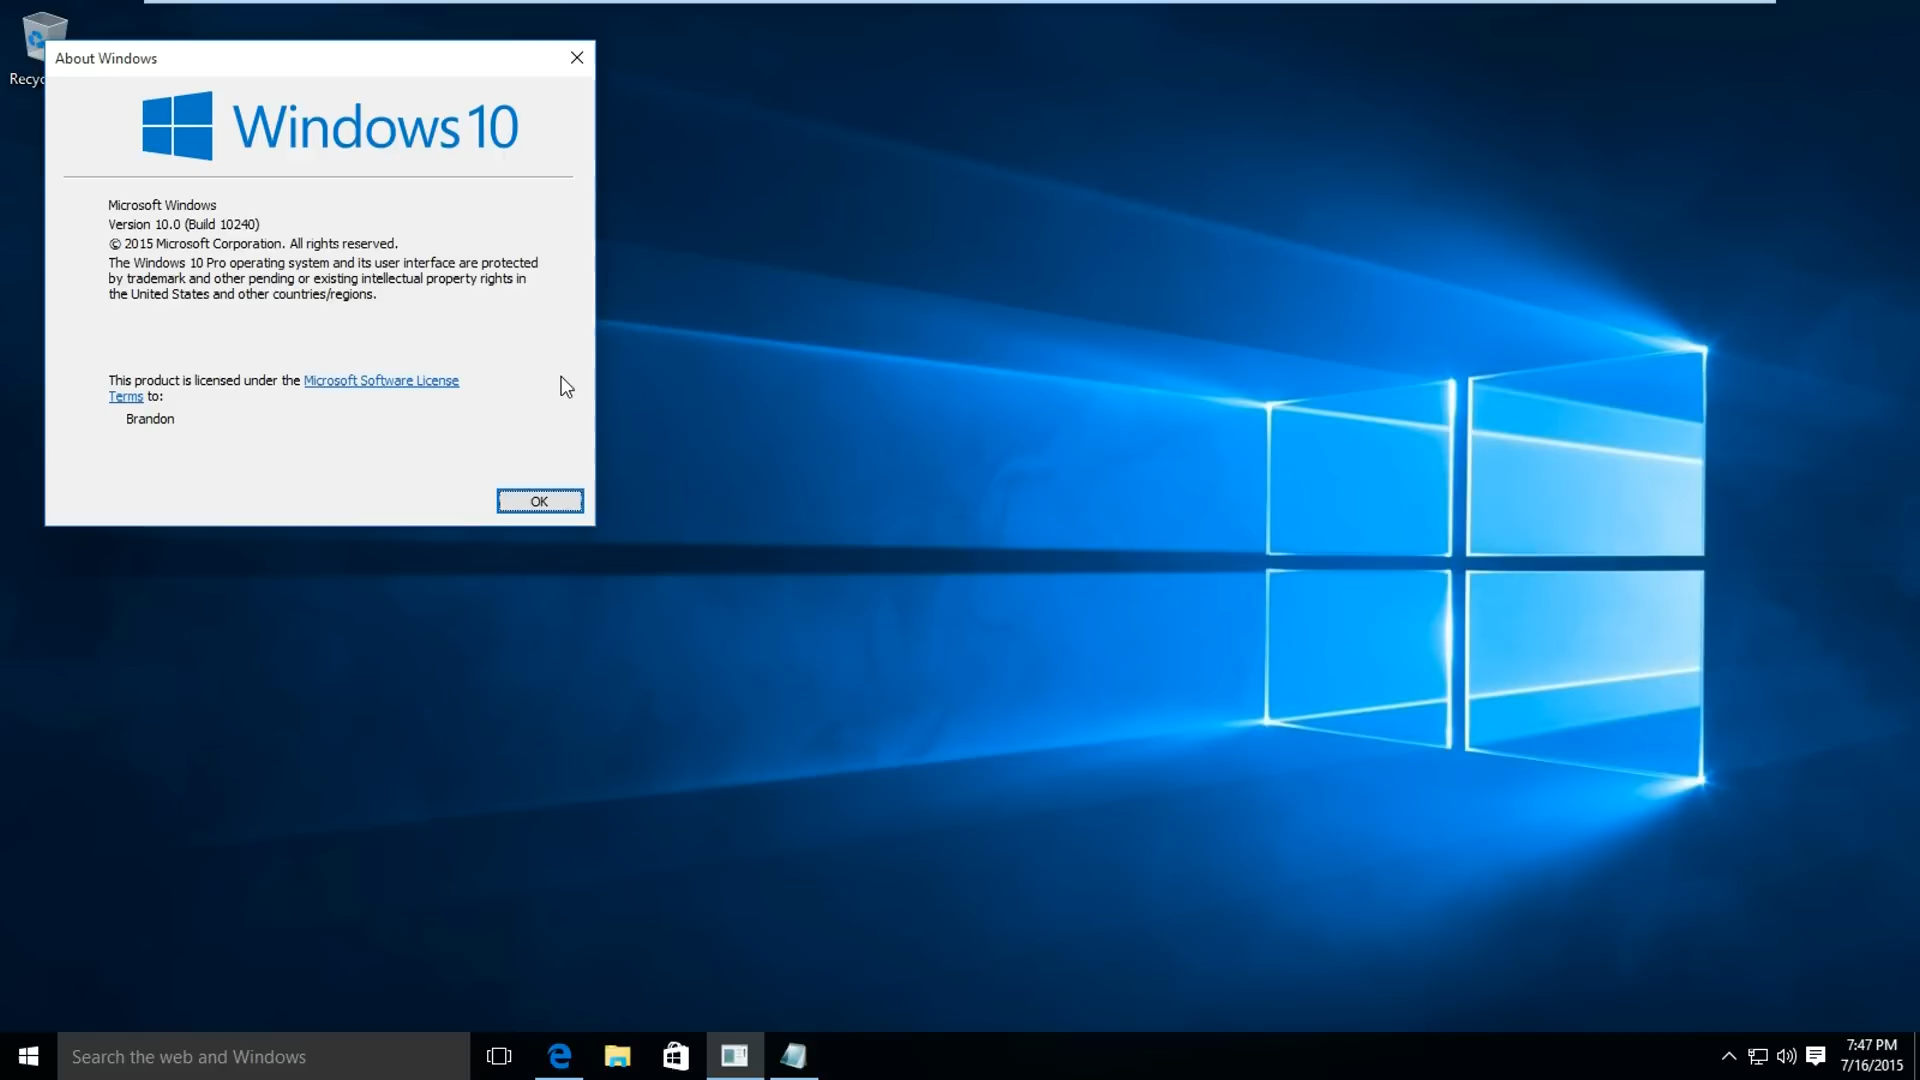 Recyc
About Windows
Windows 10
Microsoft Windows
Version 10.0 (Build 10240)
© 2015 Microsoft Corporation. All rights reserved.
The Windows 10 Pro operating system and its user interface are protected
by trademark and other pending or existing intellectual property rights in
the United States and other countries/regions.
This product is licensed under the Microsoft Software License
Terms to:
Brandon
OK
Search the web and Windows
7:47 PM
7/16/2015